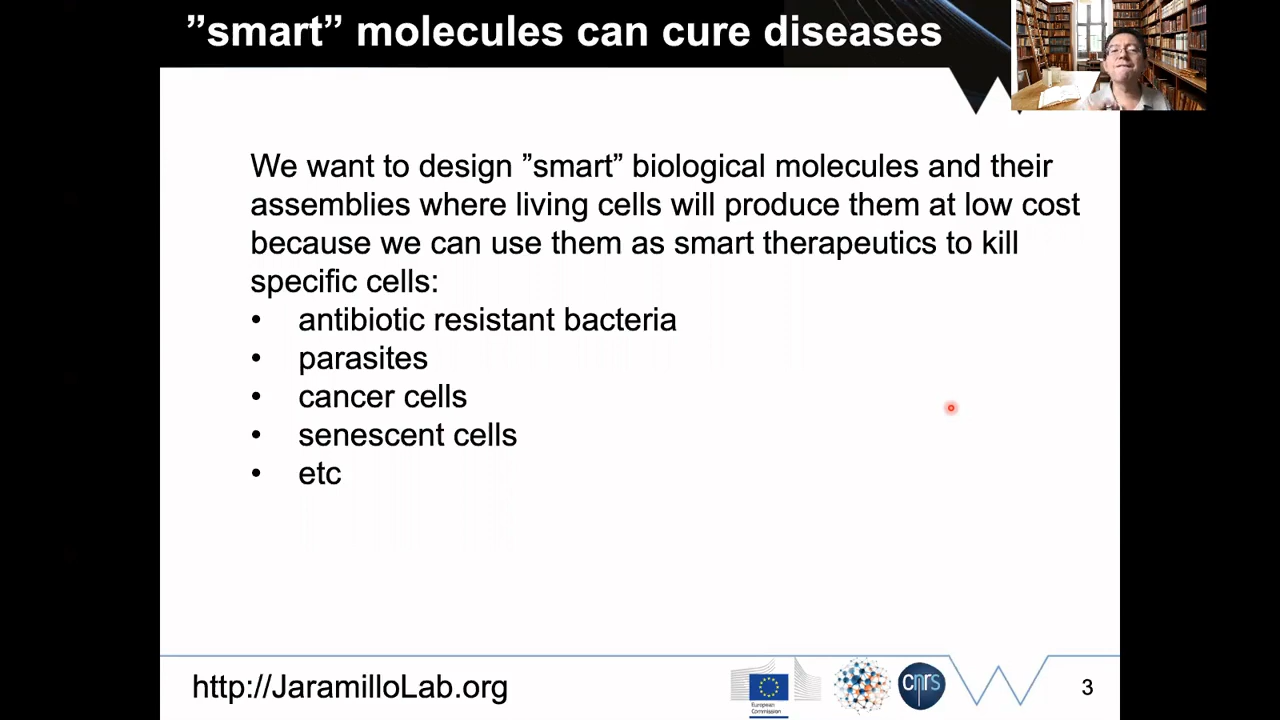 ”smart” molecules can cure diseases
We want to design ”smart” biological molecules and their
assemblies where living cells will produce them at low cost
because we can use them as smart therapeutics to kill
specific cells:
• antibiotic resistant bacteria
• parasites
• cancer cells
• senescent cells
• etc
http://JaramilloLab.org
European
Commission
cnrs
3